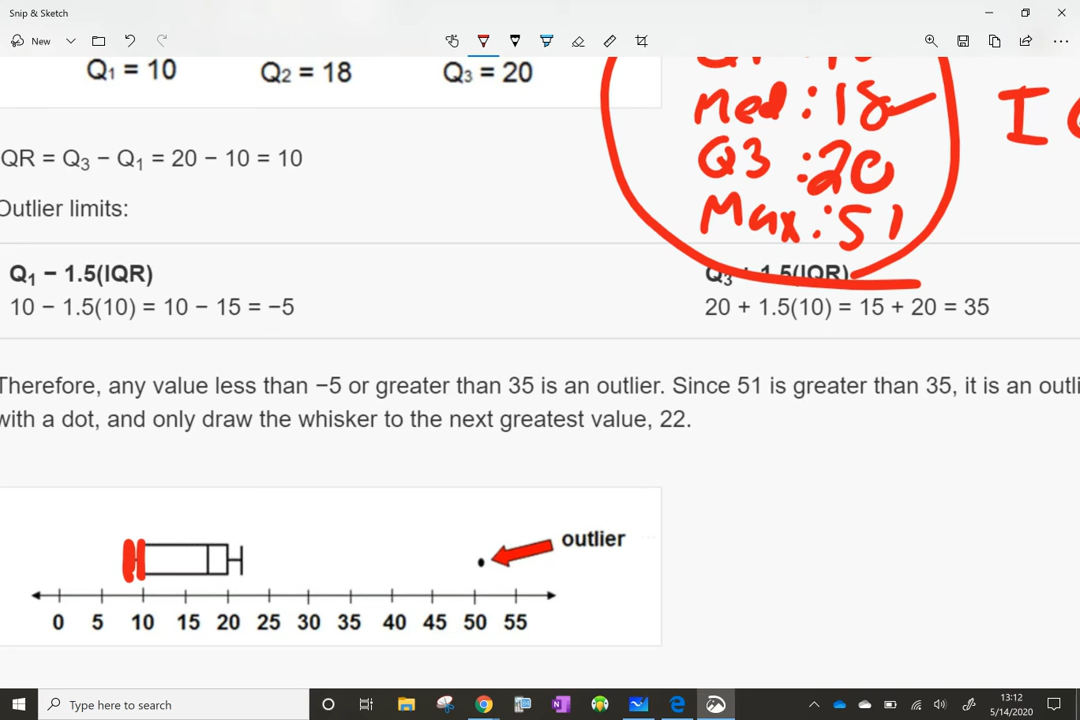 Snip & Sketch
New
Q₁ = 10 Q₂ = 18 Q₃ = 20
Med: 18
QR = Q₃ − Q₁ = 20 − 10 = 10
Q3 : 20
Outlier limits:
Max: 51
Q₁ − 1.5(IQR) Q₃ + 1.5(IQR)
10 − 1.5(10) = 10 − 15 = −5 20 + 1.5(10) = 15 + 20 = 35
Therefore, any value less than −5 or greater than 35 is an outlier. Since 51 is greater than 35, it is an outli
with a dot, and only draw the whisker to the next greatest value, 22.
outlier
0 5 10 15 20 25 30 35 40 45 50 55
Type here to search
13:12
5/14/2020